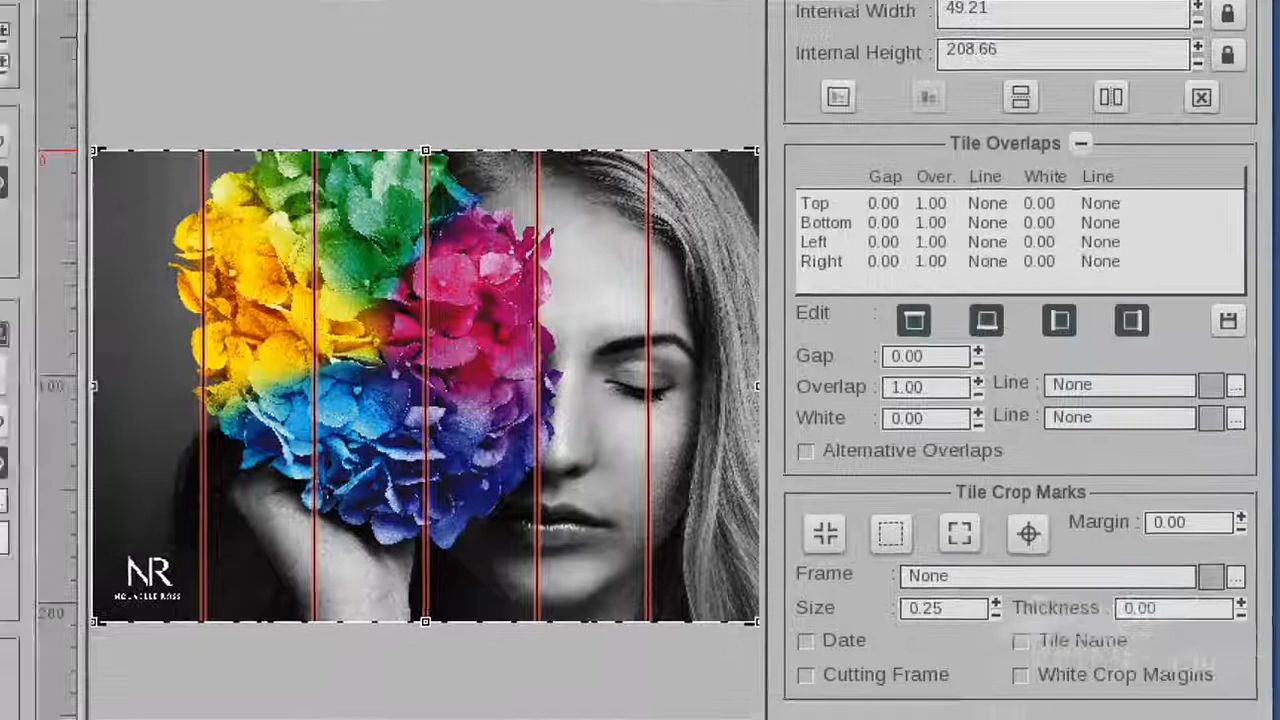 Internal Width : 49.21
Internal Height : 208.66
Tile Overlaps
Gap Over. Line White Line
Top 0.00 1.00 None 0.00 None
Bottom 0.00 1.00 None 0.00 None
Left 0.00 1.00 None 0.00 None
Right 0.00 1.00 None 0.00 None
Edit :
Gap : 0.00
Overlap : 1.00 Line : None ...
White : 0.00 Line : None ...
Alternative Overlaps
Tile Crop Marks
Margin : 0.00
Frame : None ...
Size : 0.25 Thickness : 0.00
Date Tile Name
Cutting Frame White Crop Margins
0
100
200
NR
NOUVELLE ROSS